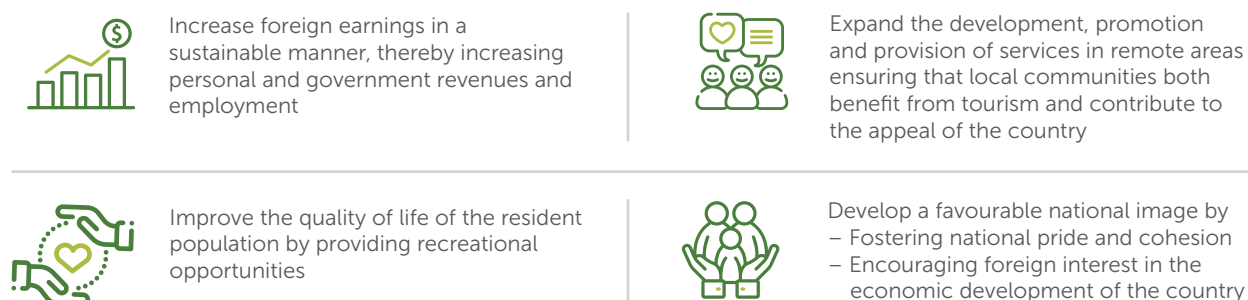 $
Increase foreign earnings in a
sustainable manner, thereby increasing
personal and government revenues and
employment
Expand the development, promotion
and provision of services in remote areas
ensuring that local communities both
benefit from tourism and contribute to
the appeal of the country
Improve the quality of life of the resident
population by providing recreational
opportunities
Develop a favourable national image by
– Fostering national pride and cohesion
– Encouraging foreign interest in the
economic development of the country